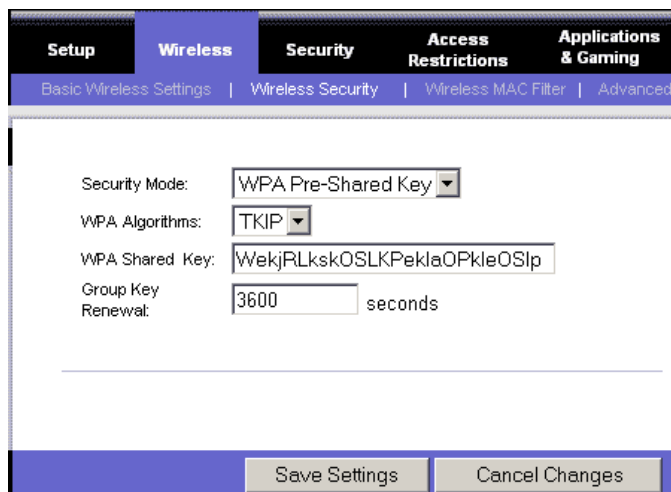 Setup Wireless Security Access Restrictions Applications & Gaming
Basic Wireless Settings | Wireless Security | Wireless MAC Filter | Advanced
Security Mode: WPA Pre-Shared Key
WPA Algorithms: TKIP
WPA Shared Key: WekjRLkskOSLKPeklaOPkleOSlp
Group Key Renewal: 3600 seconds
Save Settings Cancel Changes